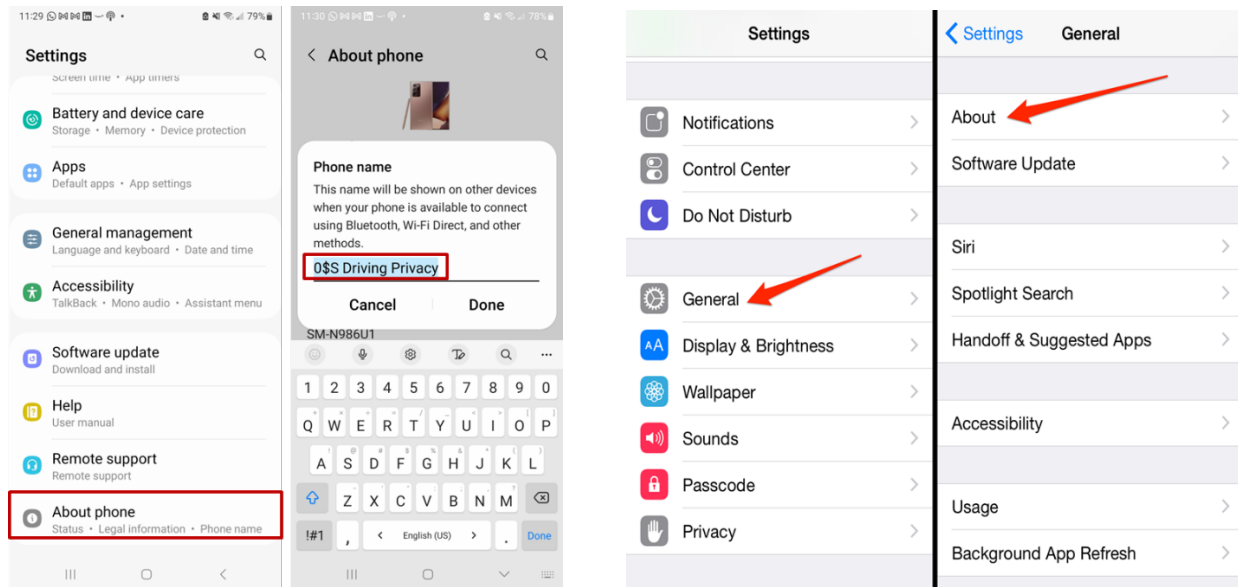 11:29 79%
Settings
Screen time • App timers
Battery and device care
Storage • Memory • Device protection
Apps
Default apps • App settings
General management
Language and keyboard • Date and time
Accessibility
TalkBack • Mono audio • Assistant menu
Software update
Download and install
Help
User manual
Remote support
Remote support
About phone
Status • Legal information • Phone name
11:30 78%
About phone
Phone name
This name will be shown on other devices
when your phone is available to connect
using Bluetooth, Wi-Fi Direct, and other
methods.
0$S Driving Privacy
Cancel Done
SM-N986U1
1 2 3 4 5 6 7 8 9 0
Q W E R T Y U I O P
A S D F G H J K L
Z X C V B N M
!#1 , < English (US) > . Done
Settings
Notifications
Control Center
Do Not Disturb
General
AA Display & Brightness
Wallpaper
Sounds
Passcode
Privacy
Settings General
About
Software Update
Siri
Spotlight Search
Handoff & Suggested Apps
Accessibility
Usage
Background App Refresh